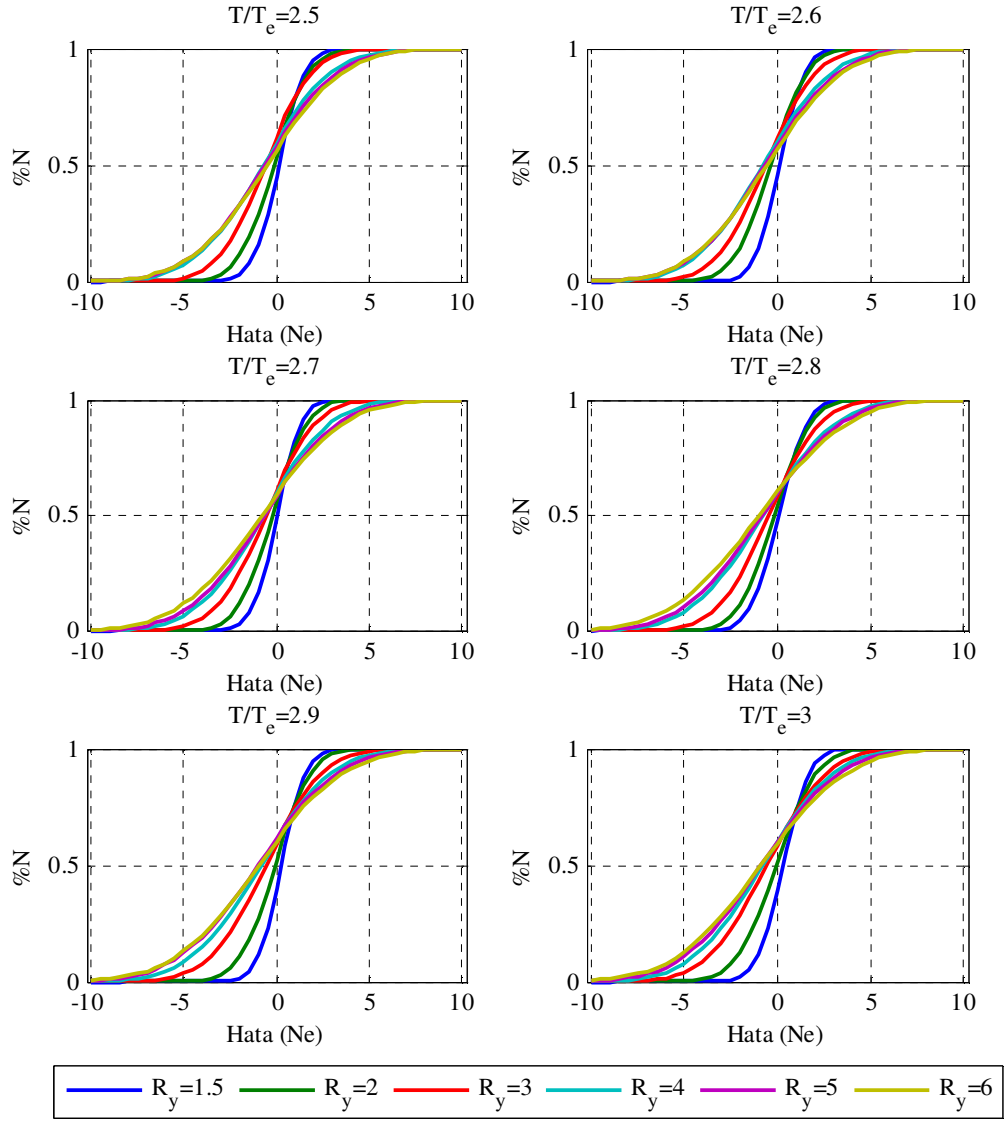 T/T_e=2.5
T/T_e=2.6
1
0.5
0
%N
-10 -5 0 5 10
Hata (Ne)
1
0.5
0
%N
-10 -5 0 5 10
Hata (Ne)
T/T_e=2.7
T/T_e=2.8
1
0.5
0
%N
-10 -5 0 5 10
Hata (Ne)
1
0.5
0
%N
-10 -5 0 5 10
Hata (Ne)
T/T_e=2.9
T/T_e=3
1
0.5
0
%N
-10 -5 0 5 10
Hata (Ne)
1
0.5
0
%N
-10 -5 0 5 10
Hata (Ne)
R_y=1.5 R_y=2 R_y=3 R_y=4 R_y=5 R_y=6